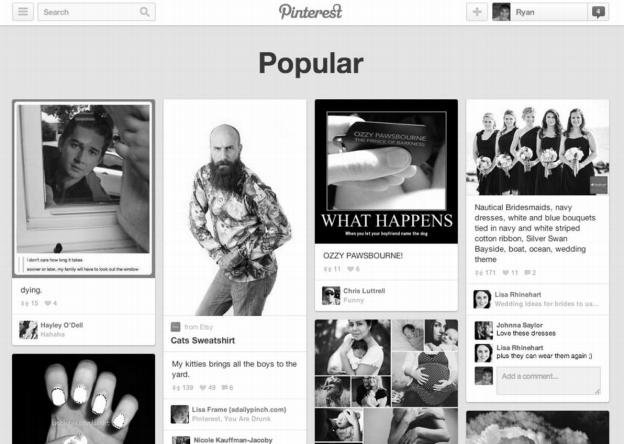 Search
Pinterest
Ryan
4
Popular
I don't care how long it takes
sooner or later, my family will have to look out the window
dying.
15 4
Hayley O'Dell
Hahaha
from Etsy
Cats Sweatshirt
My kitties brings all the boys to the
yard.
139 49 6
Lisa Frame (adailypinch.com)
Pinterest, You Are Drunk
Nicole Kauffman-Jacoby
OZZY PAWSBOURNE
THE PRINCE OF BARKNESS
WHAT HAPPENS
When you let your boyfriend name the dog
OZZY PAWSBOURNE!
11 6
Chris Luttrell
Funny
Nautical Bridesmaids, navy
dresses, white and blue bouquets
tied in navy and white striped
cotton ribbon, Silver Swan
Bayside, boat, ocean, wedding
theme
171 11 2
Lisa Rhinehart
Wedding ideas for brides to us...
Johnna Saylor
Love these dresses
Lisa Rhinehart
plus they can wear them again ;)
Add a comment...